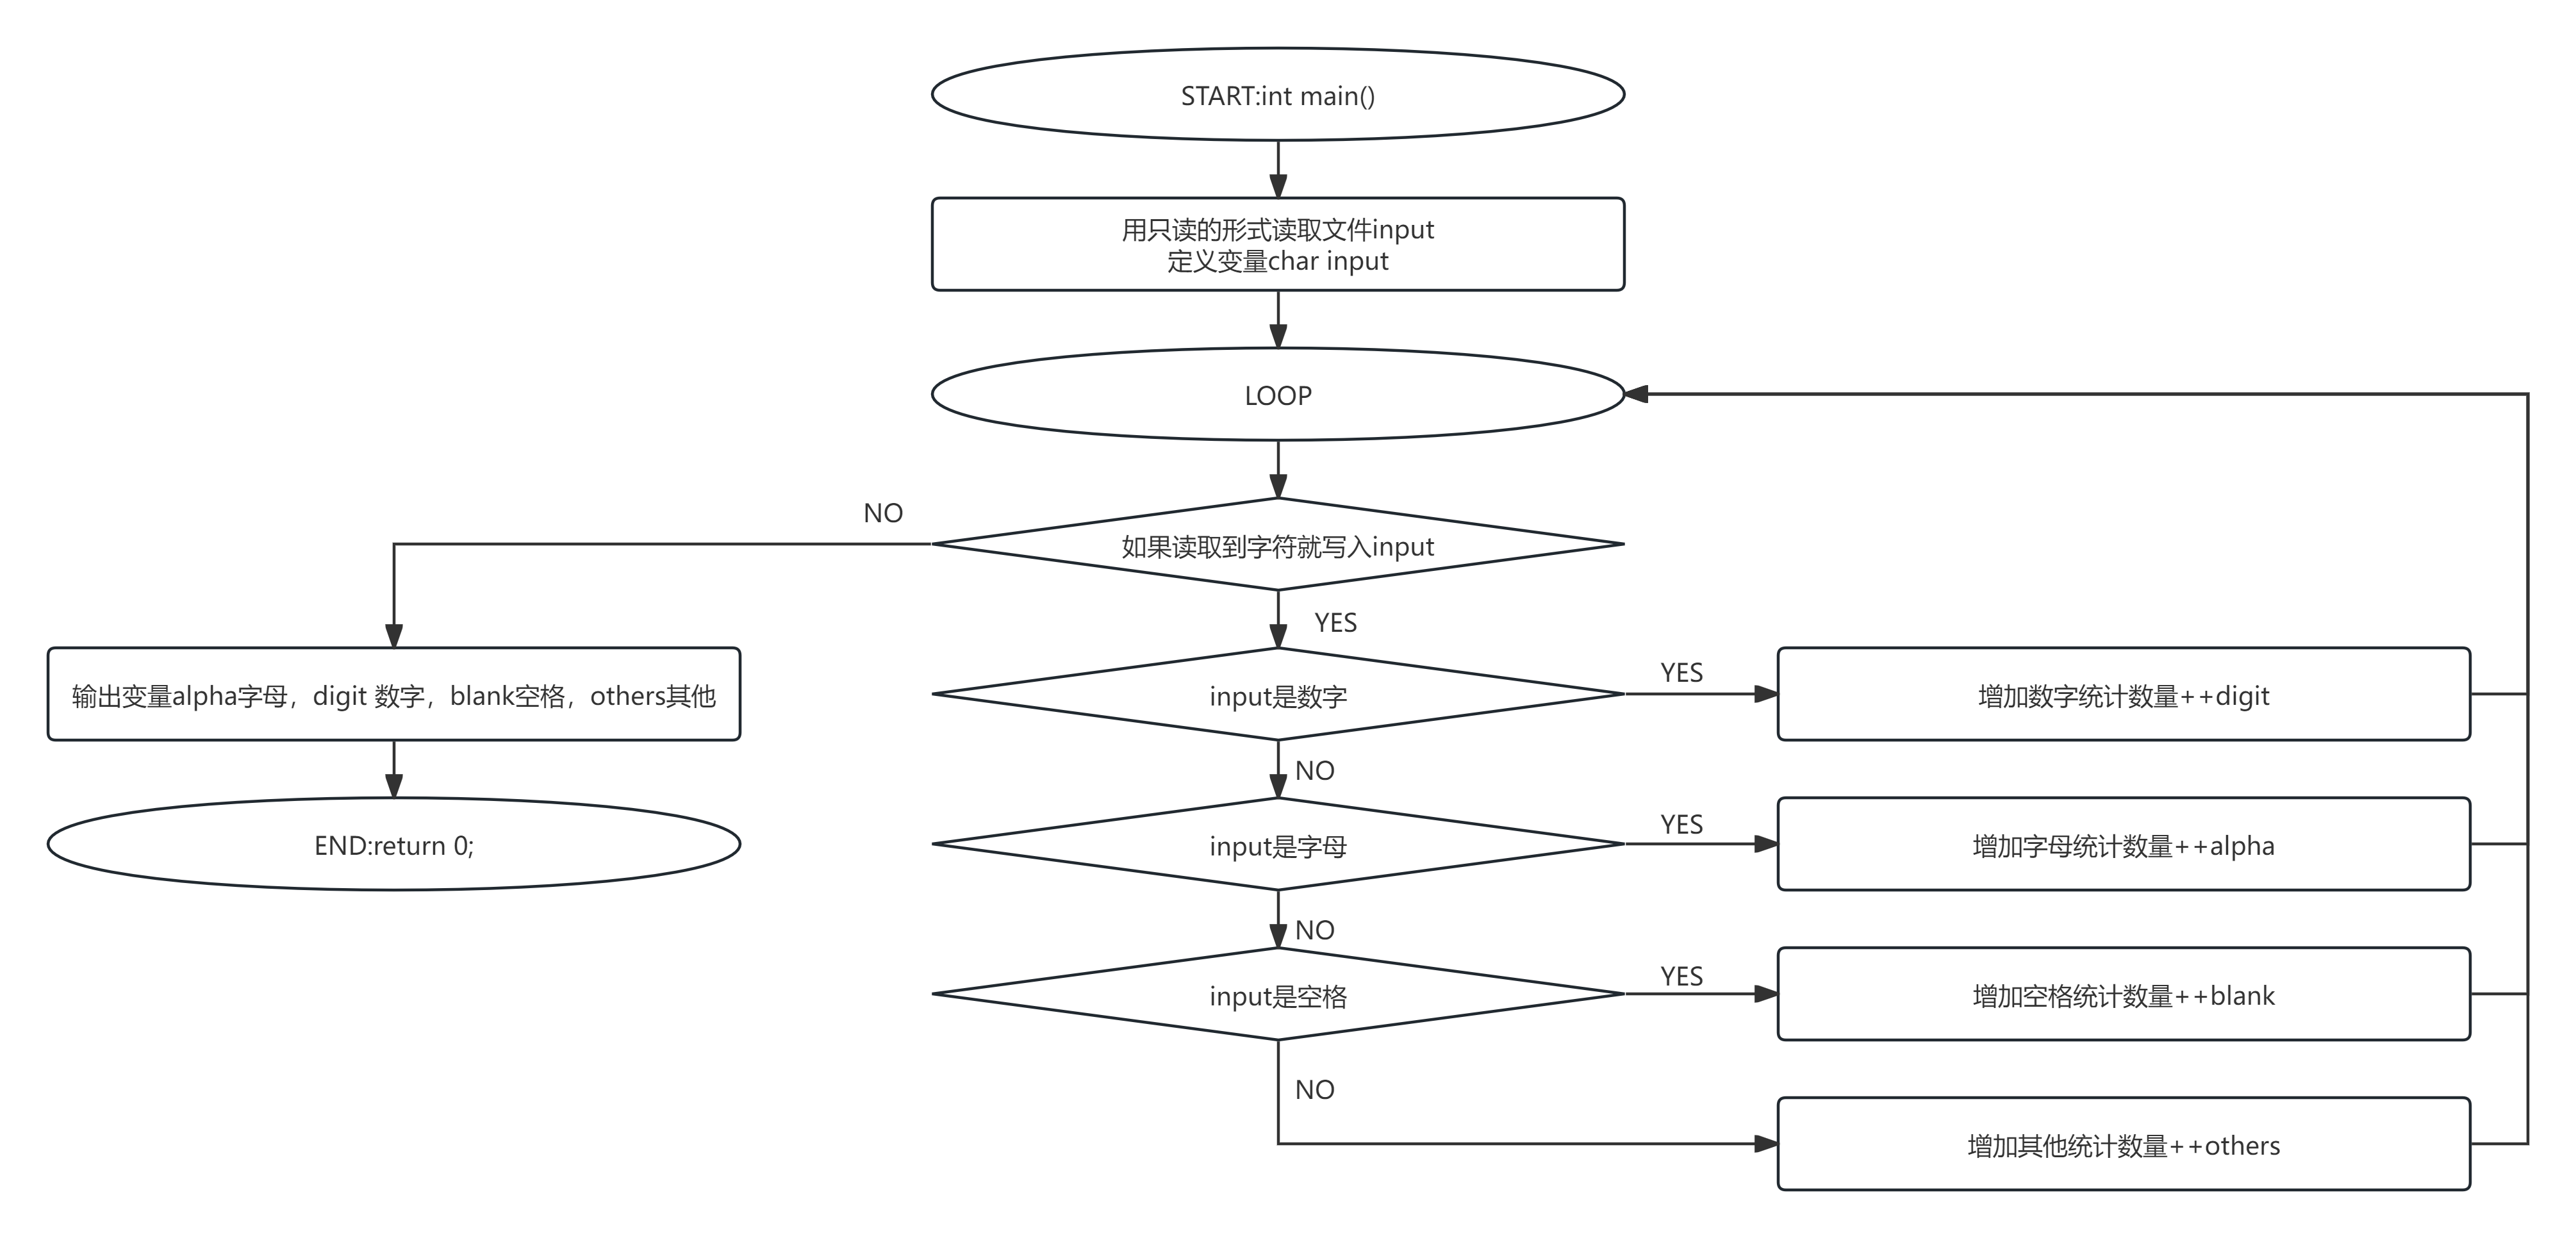 START:int main()
用只读的形式读取文件input
定义变量char input
LOOP
NO
如果读取到字符就写入input
YES
输出变量alpha字母，digit 数字，blank空格，others其他
input是数字
YES
增加数字统计数量++digit
NO
END:return 0;
input是字母
YES
增加字母统计数量++alpha
NO
input是空格
YES
增加空格统计数量++blank
NO
增加其他统计数量++others